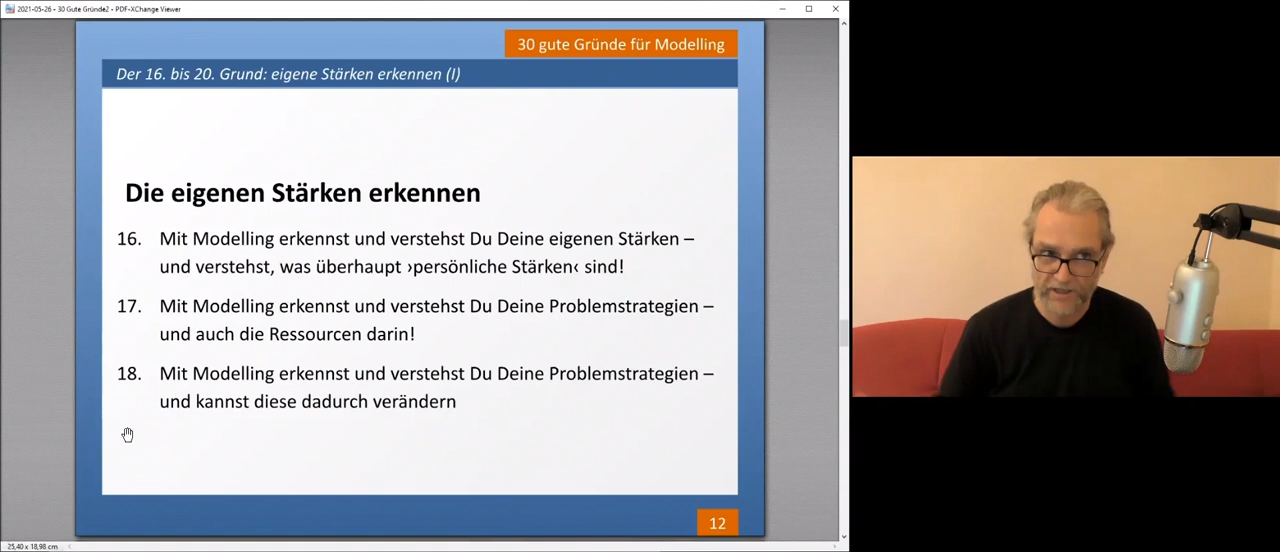 2021-05-26 • 30 Gute Gründe2 - PDF-XChange Viewer
30 gute Gründe für Modelling
Der 16. bis 20. Grund: eigene Stärken erkennen (I)
Die eigenen Stärken erkennen
16. Mit Modelling erkennst und verstehst Du Deine eigenen Stärken –
und verstehst, was überhaupt ›persönliche Stärken‹ sind!
17. Mit Modelling erkennst und verstehst Du Deine Problemstrategien –
und auch die Ressourcen darin!
18. Mit Modelling erkennst und verstehst Du Deine Problemstrategien –
und kannst diese dadurch verändern
12
25,40 x 18,98 cm